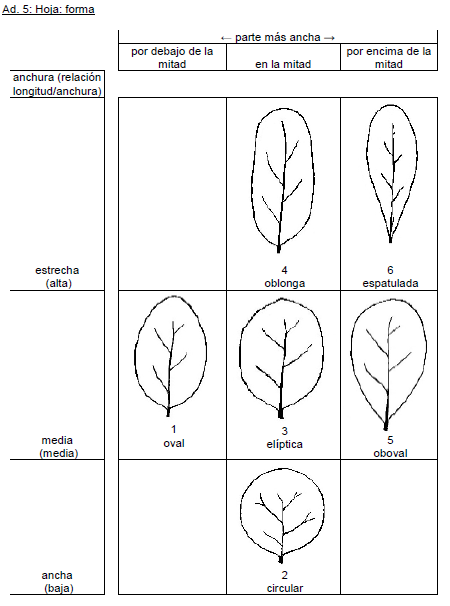 Ad. 5: Hoja: forma
← parte más ancha →
por debajo de la
mitad
en la mitad
por encima de la
mitad
anchura (relación
longitud/anchura)
estrecha
(alta)
4
oblonga
6
espatulada
media
(media)
1
oval
3
elíptica
5
oboval
ancha
(baja)
2
circular